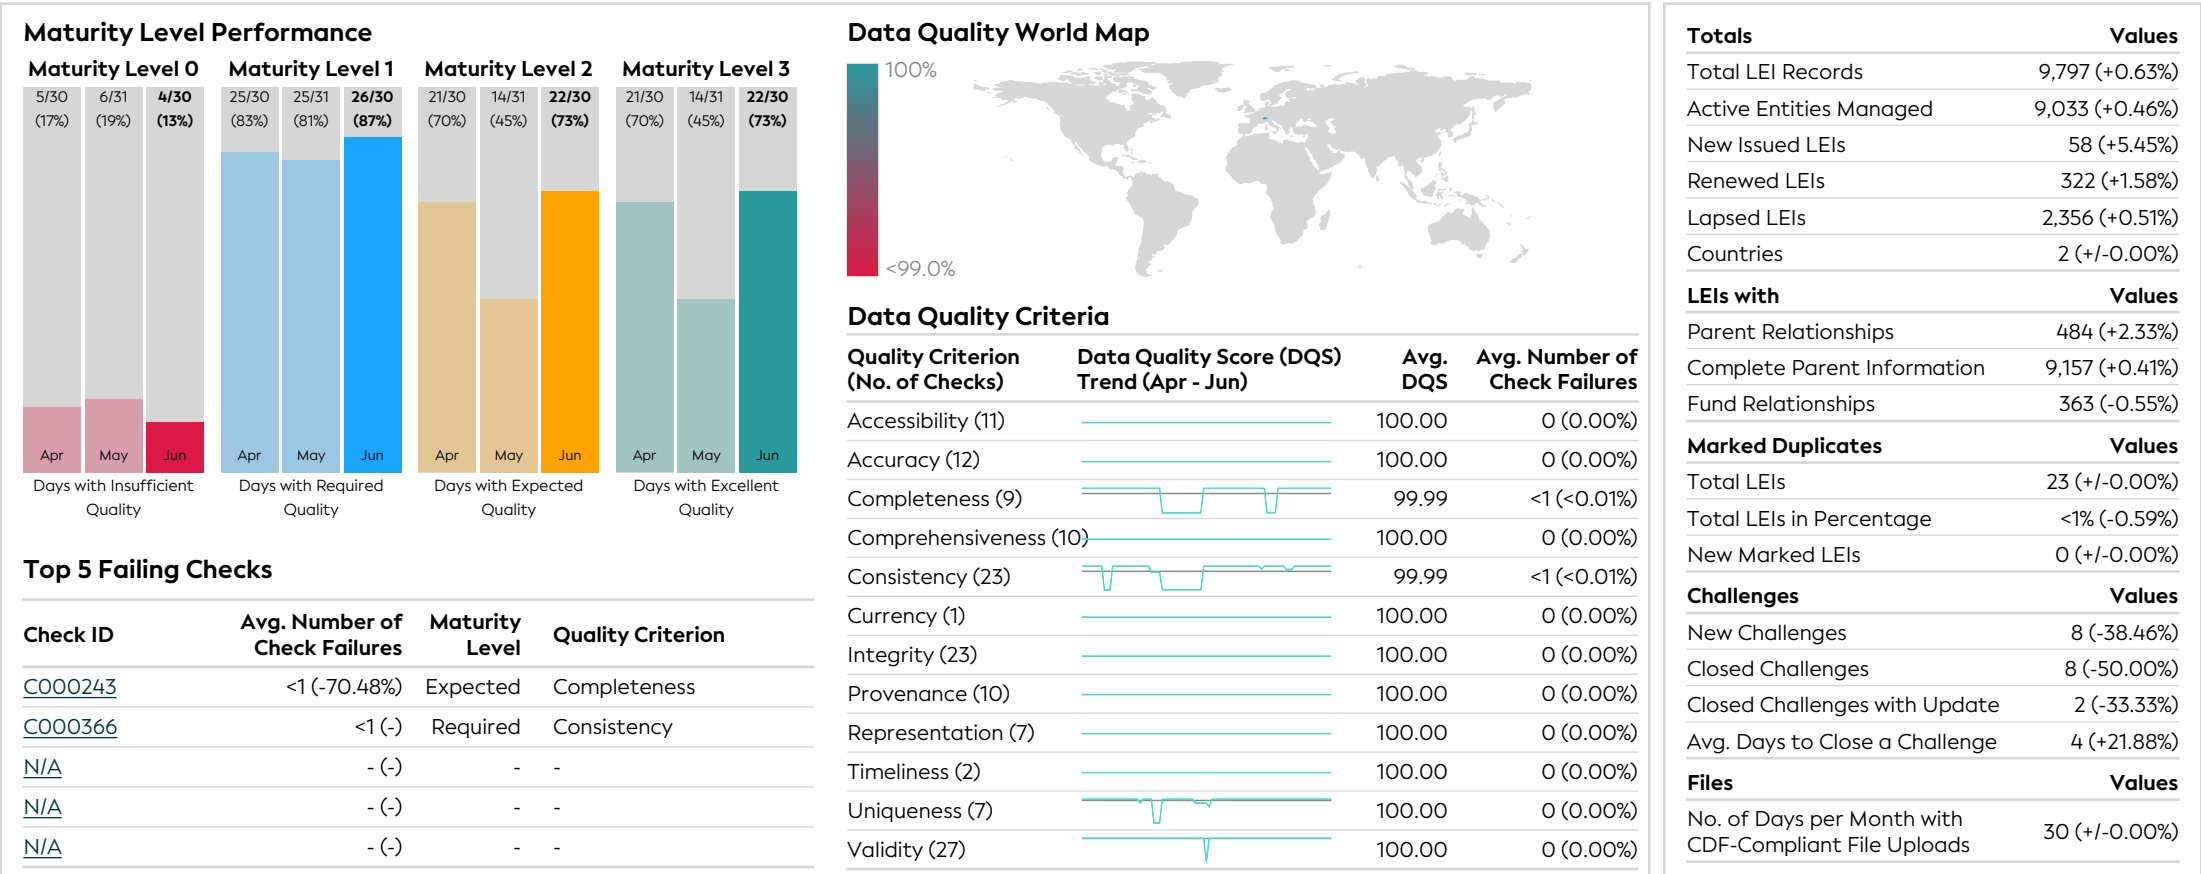 Maturity Level Performance
Maturity Level 0
5/30 6/31 4/30
(17%) (19%) (13%)
Apr May Jun
Days with Insufficient
Quality
Maturity Level 1
25/30 25/31 26/30
(83%) (81%) (87%)
Apr May Jun
Days with Required
Quality
Maturity Level 2
21/30 14/31 22/30
(70%) (45%) (73%)
Apr May Jun
Days with Expected
Quality
Maturity Level 3
21/30 14/31 22/30
(70%) (45%) (73%)
Apr May Jun
Days with Excellent
Quality
Top 5 Failing Checks
Check ID Avg. Number of Check Failures Maturity Level Quality Criterion
C000243 <1 (-70.48%) Expected Completeness
C000366 <1 (-) Required Consistency
N/A - (-) - -
N/A - (-) - -
N/A - (-) - -
Data Quality World Map
100%
<99.0%
Data Quality Criteria
Quality Criterion (No. of Checks) Data Quality Score (DQS) Trend (Apr - Jun) Avg. DQS Avg. Number of Check Failures
Accessibility (11) 100.00 0 (0.00%)
Accuracy (12) 100.00 0 (0.00%)
Completeness (9) 99.99 <1 (<0.01%)
Comprehensiveness (10) 100.00 0 (0.00%)
Consistency (23) 99.99 <1 (<0.01%)
Currency (1) 100.00 0 (0.00%)
Integrity (23) 100.00 0 (0.00%)
Provenance (10) 100.00 0 (0.00%)
Representation (7) 100.00 0 (0.00%)
Timeliness (2) 100.00 0 (0.00%)
Uniqueness (7) 100.00 0 (0.00%)
Validity (27) 100.00 0 (0.00%)
Totals Values
Total LEI Records 9,797 (+0.63%)
Active Entities Managed 9,033 (+0.46%)
New Issued LEIs 58 (+5.45%)
Renewed LEIs 322 (+1.58%)
Lapsed LEIs 2,356 (+0.51%)
Countries 2 (+/-0.00%)
LEIs with Values
Parent Relationships 484 (+2.33%)
Complete Parent Information 9,157 (+0.41%)
Fund Relationships 363 (-0.55%)
Marked Duplicates Values
Total LEIs 23 (+/-0.00%)
Total LEIs in Percentage <1% (-0.59%)
New Marked LEIs 0 (+/-0.00%)
Challenges Values
New Challenges 8 (-38.46%)
Closed Challenges 8 (-50.00%)
Closed Challenges with Update 2 (-33.33%)
Avg. Days to Close a Challenge 4 (+21.88%)
Files Values
No. of Days per Month with
CDF-Compliant File Uploads 30 (+/-0.00%)